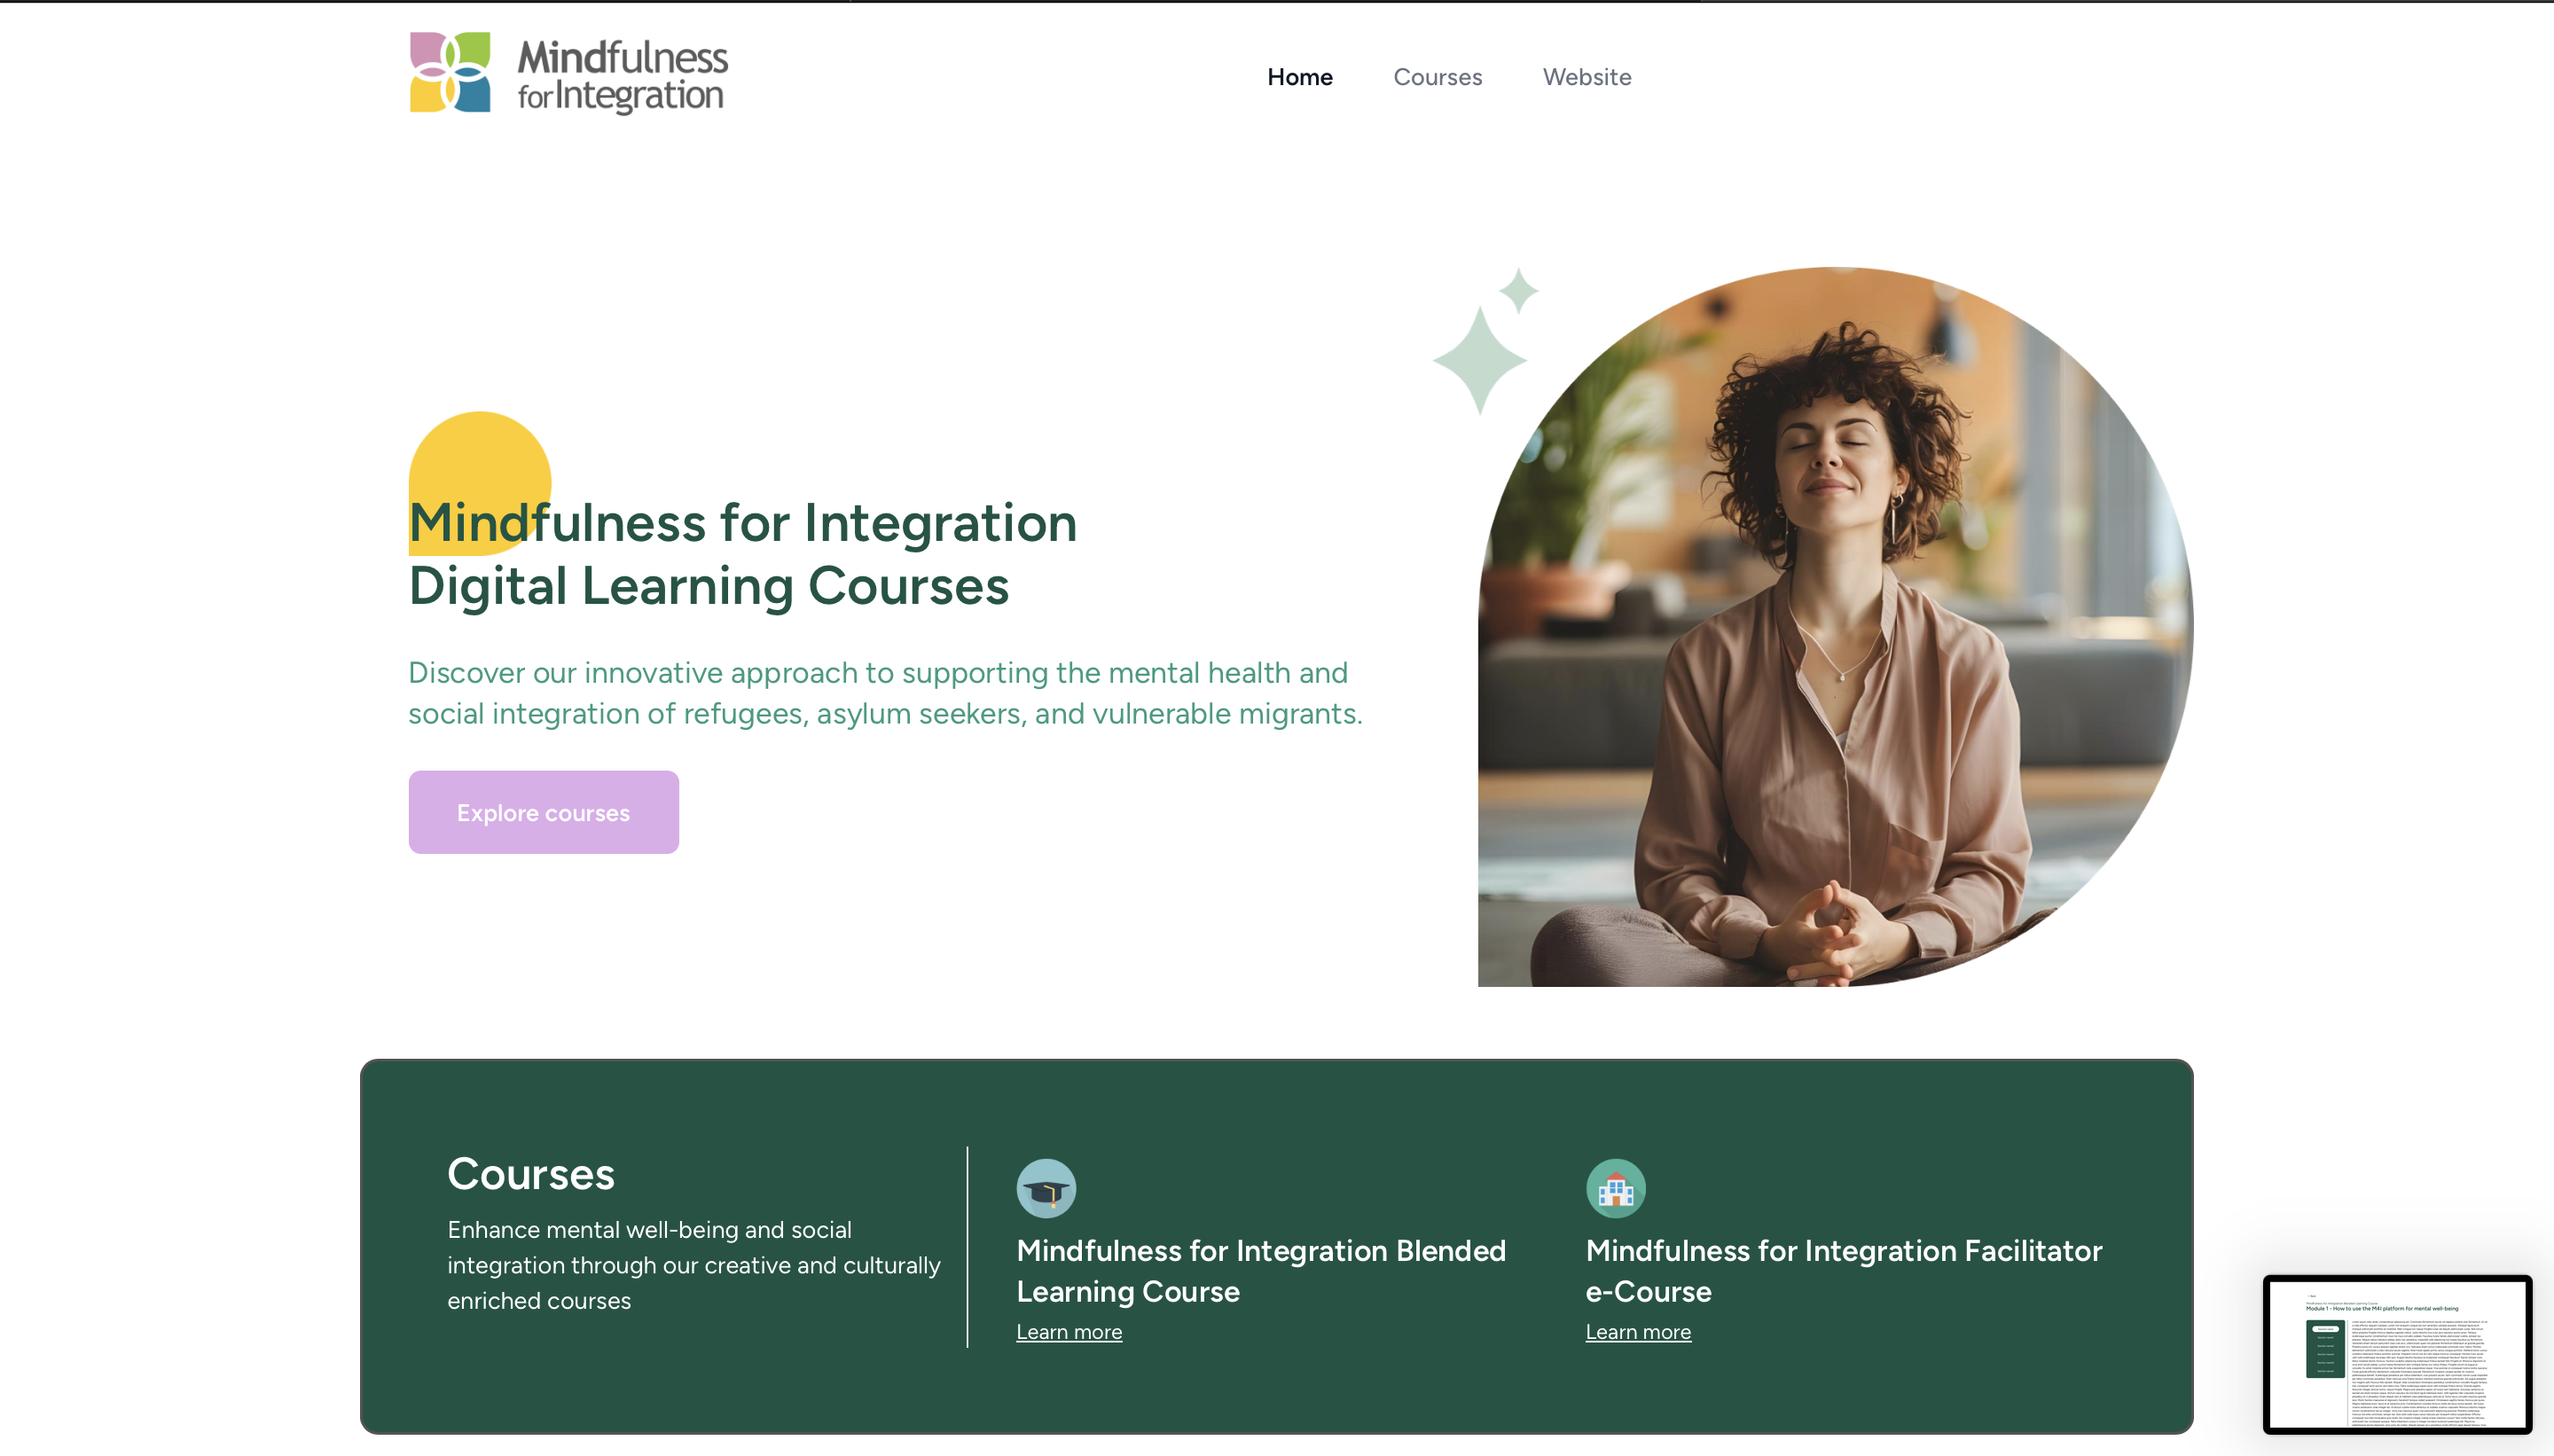 Mindfulness
for Integration
Home
Courses
Website
Mindfulness for Integration
Digital Learning Courses
Discover our innovative approach to supporting the mental health and
social integration of refugees, asylum seekers, and vulnerable migrants.
Explore courses
Courses
Enhance mental well-being and social
integration through our creative and culturally
enriched courses
Mindfulness for Integration Blended
Learning Course
Learn more
Mindfulness for Integration Facilitator
e-Course
Learn more
Module 1 - How to use the M4I platform for mental well-being